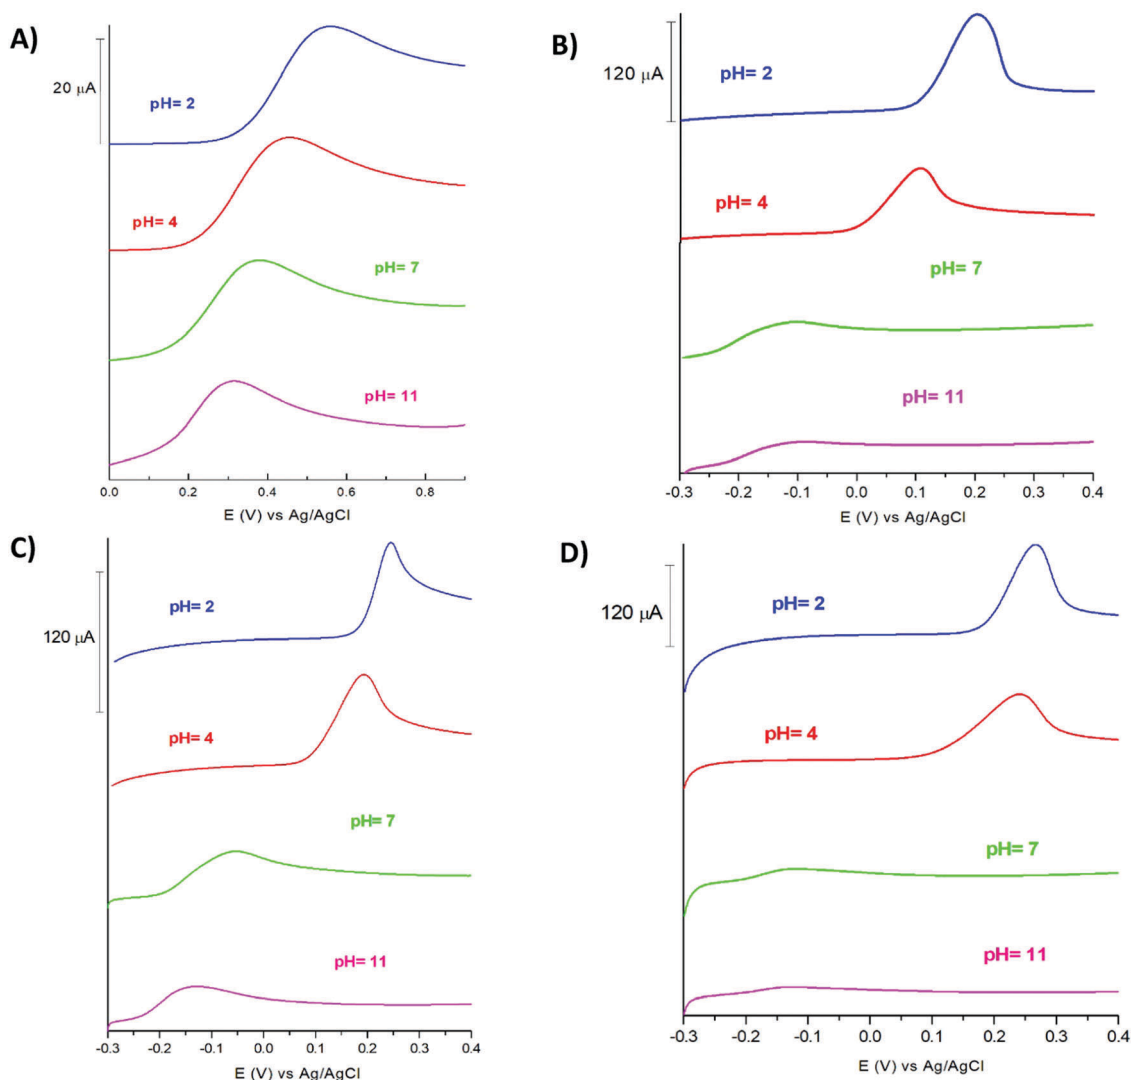 A)
20 μA
pH= 2
pH= 4
pH= 7
pH= 11
0.0 0.2 0.4 0.6 0.8
E (V) vs Ag/AgCl
B)
120 μA
pH= 2
pH= 4
pH= 7
pH= 11
-0.3 -0.2 -0.1 0.0 0.1 0.2 0.3 0.4
E (V) vs Ag/AgCl
C)
120 μA
pH= 2
pH= 4
pH= 7
pH= 11
-0.3 -0.2 -0.1 0.0 0.1 0.2 0.3 0.4
E (V) vs Ag/AgCl
D)
120 μA
pH= 2
pH= 4
pH= 7
pH= 11
-0.3 -0.2 -0.1 0.0 0.1 0.2 0.3 0.4
E (V) vs Ag/AgCl